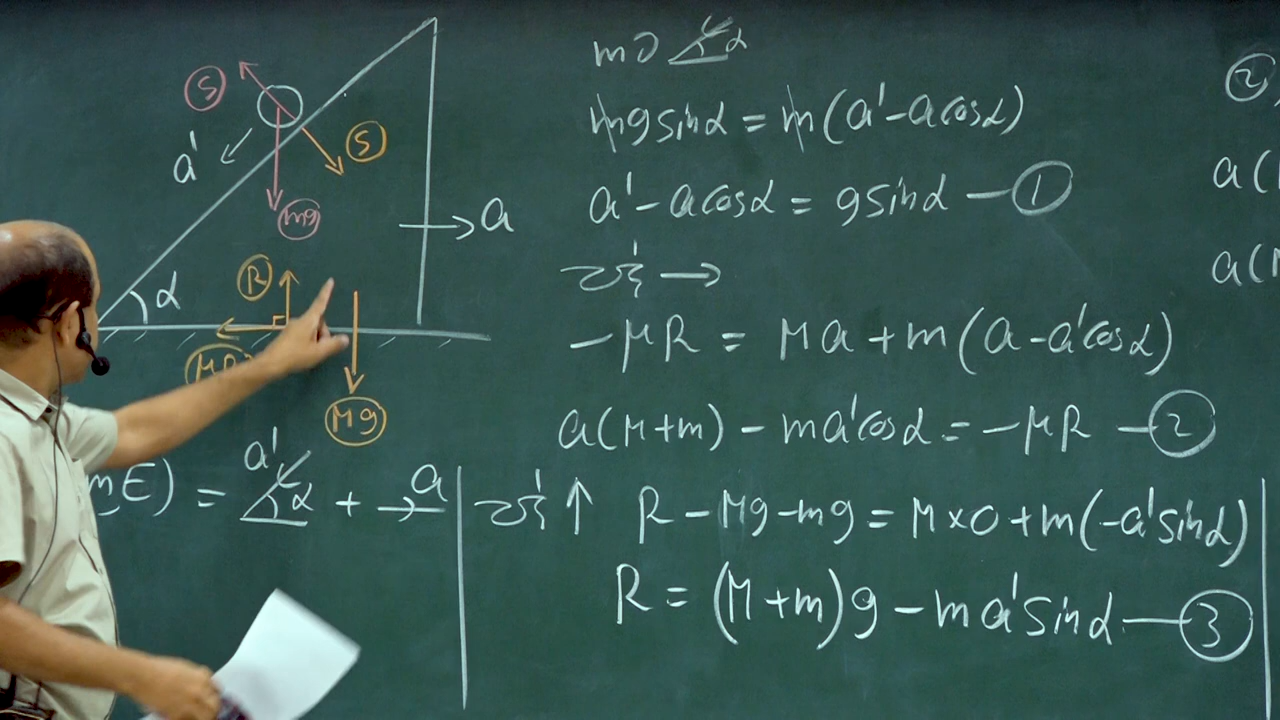 S
a'
S
mg
a
R
α
μR
Mg
mE) = a' α + → a
m ට α
mg sinα = m(a' - a cosα)
a' - a cosα = g sinα — ①
→
-μR = Ma + m(a - a' cosα)
a(M+m) - ma' cosα = -μR — ②
↑ R - Mg - mg = M×0 + m(-a' sinα)
R = (M+m)g - ma' sinα — ③
②
a(
a(